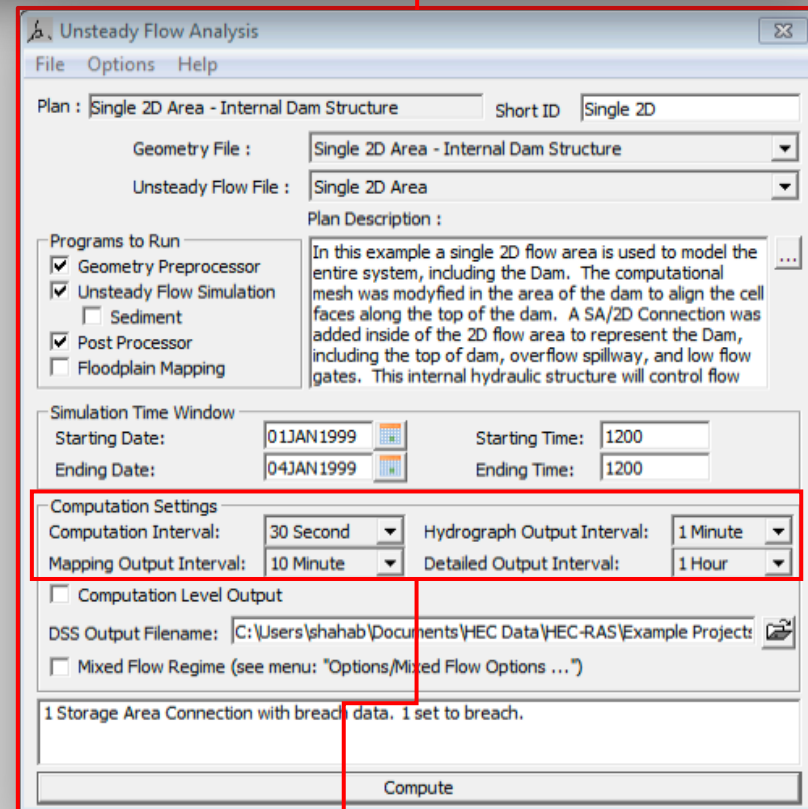 Unsteady Flow Analysis
File Options Help
Plan : Single 2D Area - Internal Dam Structure Short ID Single 2D
Geometry File : Single 2D Area - Internal Dam Structure
Unsteady Flow File : Single 2D Area
Plan Description :
Programs to Run
Geometry Preprocessor
Unsteady Flow Simulation
Sediment
Post Processor
Floodplain Mapping
In this example a single 2D flow area is used to model the
entire system, including the Dam. The computational
mesh was modyfied in the area of the dam to align the cell
faces along the top of the dam. A SA/2D Connection was
added inside of the 2D flow area to represent the Dam,
including the top of dam, overflow spillway, and low flow
gates. This internal hydraulic structure will control flow
...
Simulation Time Window
Starting Date: 01JAN1999 Starting Time: 1200
Ending Date: 04JAN1999 Ending Time: 1200
Computation Settings
Computation Interval: 30 Second Hydrograph Output Interval: 1 Minute
Mapping Output Interval: 10 Minute Detailed Output Interval: 1 Hour
Computation Level Output
DSS Output Filename: C:\Users\shahab\Documents\HEC Data\HEC-RAS\Example Projects
Mixed Flow Regime (see menu: "Options/Mixed Flow Options ...")
1 Storage Area Connection with breach data. 1 set to breach.
Compute